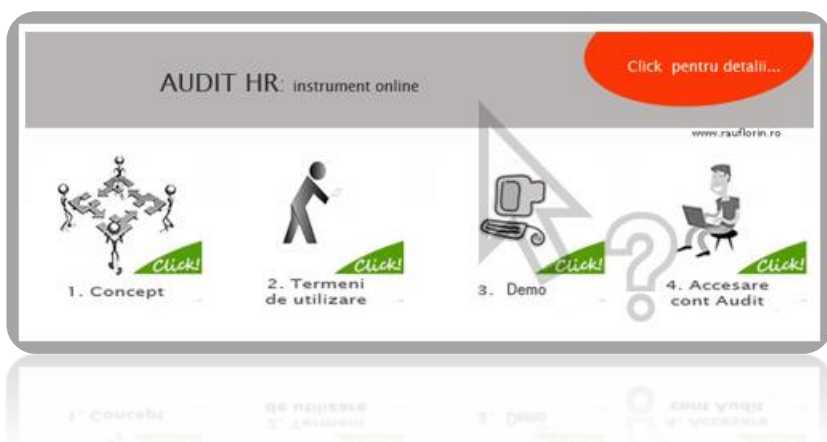 AUDIT HR: instrument online
Click pentru detalii...
www.rauflorin.ro
Click!
Click!
Click!
Click!
1. Concept
2. Termeni
de utilizare
3. Demo
4. Accesare
cont Audit
?